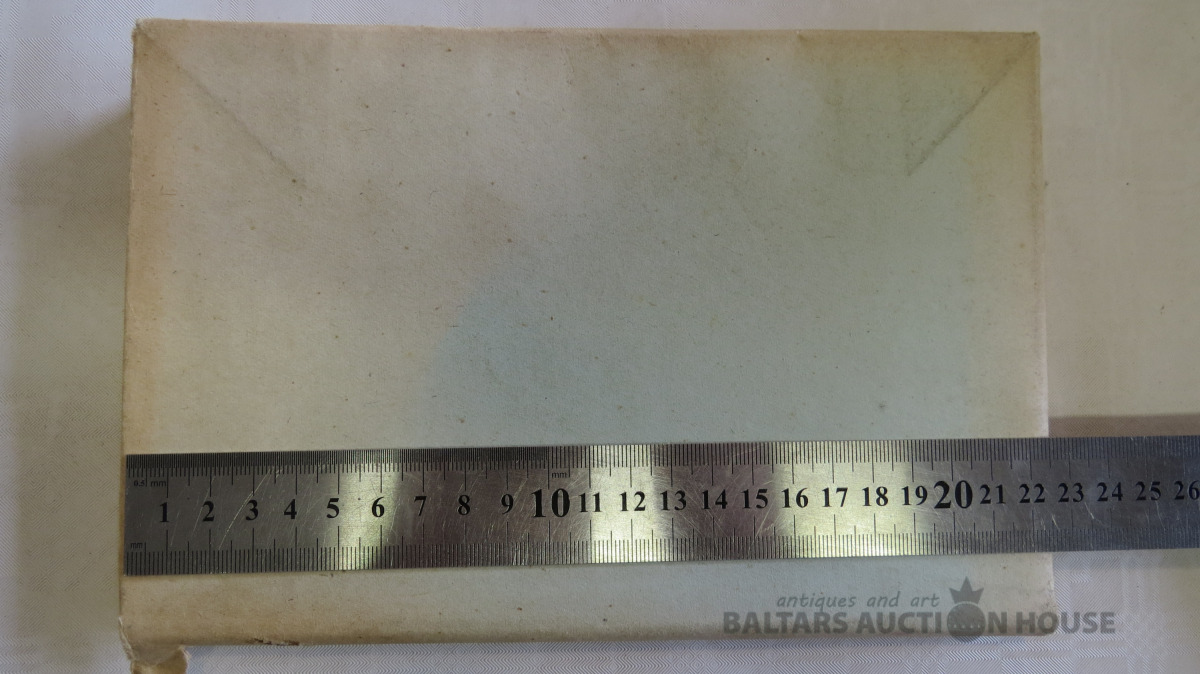 0.5 mm
mm
1 2 3 4 5 6 7 8 9 10 11 12 13 14 15 16 17 18 19 20 21 22 23 24 25 26
mm
antiques and art
BALTARS AUCTION HOUSE